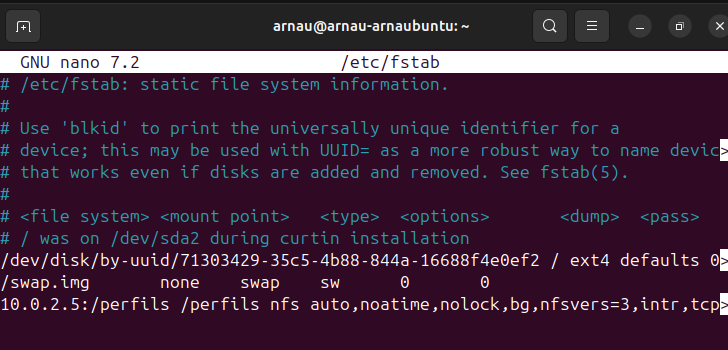 arnau@arnau-arnaubuntu: ~
GNU nano 7.2 /etc/fstab
# /etc/fstab: static file system information.
#
# Use 'blkid' to print the universally unique identifier for a
# device; this may be used with UUID= as a more robust way to name devic>
# that works even if disks are added and removed. See fstab(5).
#
# <file system> <mount point>   <type>  <options>       <dump>  <pass>
# / was on /dev/sda2 during curtin installation
/dev/disk/by-uuid/71303429-35c5-4b88-844a-16688f4e0ef2 / ext4 defaults 0>
/swap.img       none    swap    sw      0       0
10.0.2.5:/perfils /perfils nfs auto,noatime,nolock,bg,nfsvers=3,intr,tcp>